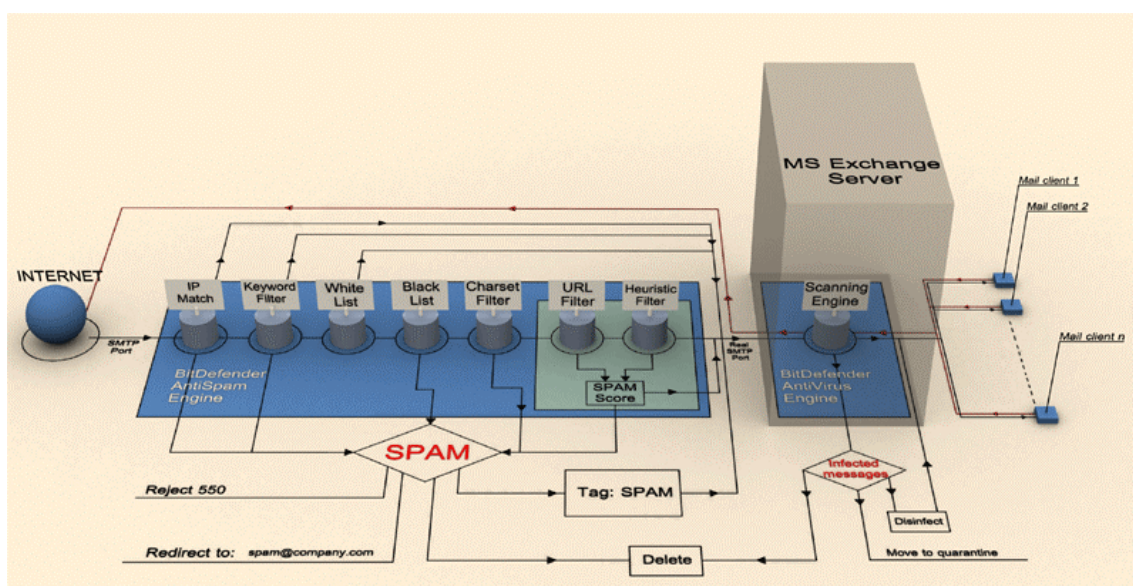 MS Exchange
Server
Mail client 1
Mail client 2
Mail client n
INTERNET
IP
Match
Keyword
Filter
White
List
Black
List
Charset
Filter
URL
Filter
Heuristic
Filter
Scanning
Engine
SMTP
Port
Real
SMTP
Port
BitDefender
AntiSpam
Engine
SPAM
Score
BitDefender
AntiVirus
Engine
SPAM
Infected
messages
Reject 550
Tag: SPAM
Disinfect
Redirect to: spam@company.com
Delete
Move to quarantine